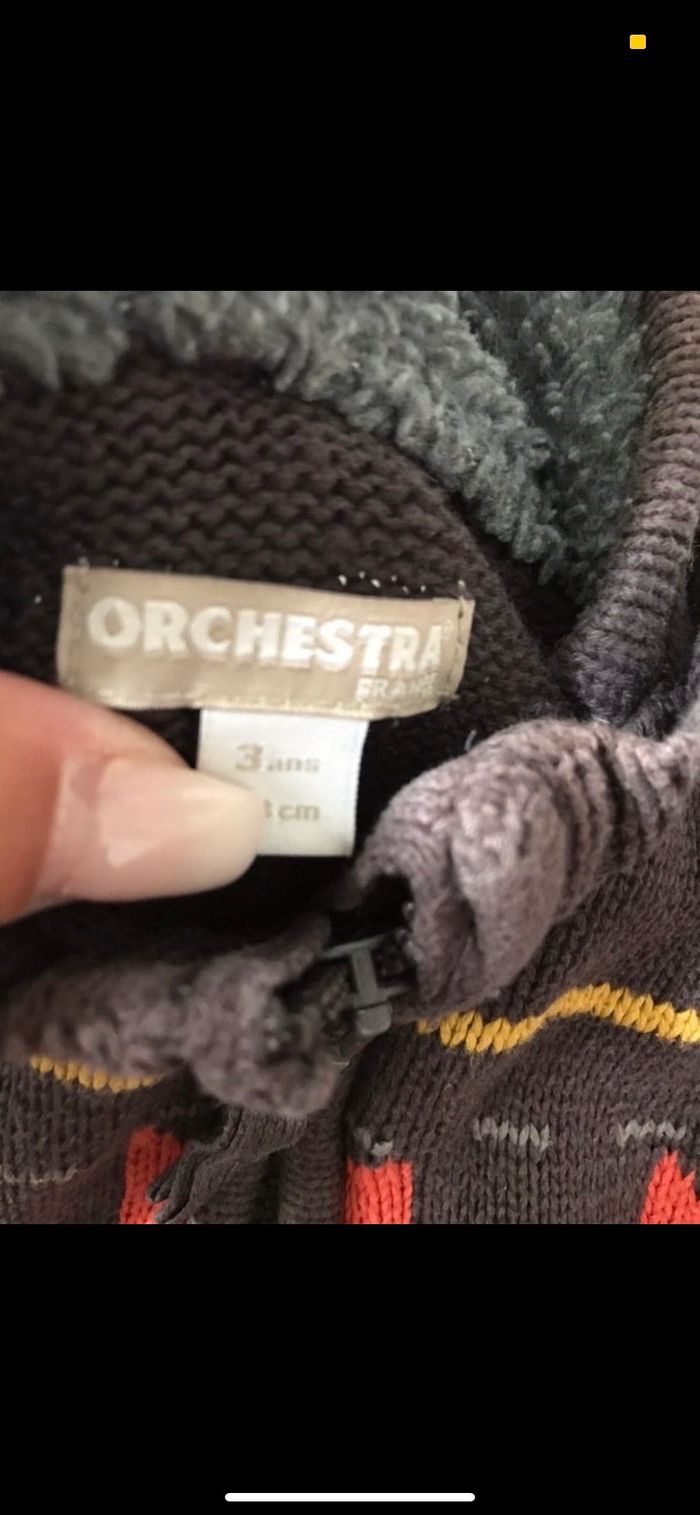 ORCHESTRA
FRANCE
3 ans
cm